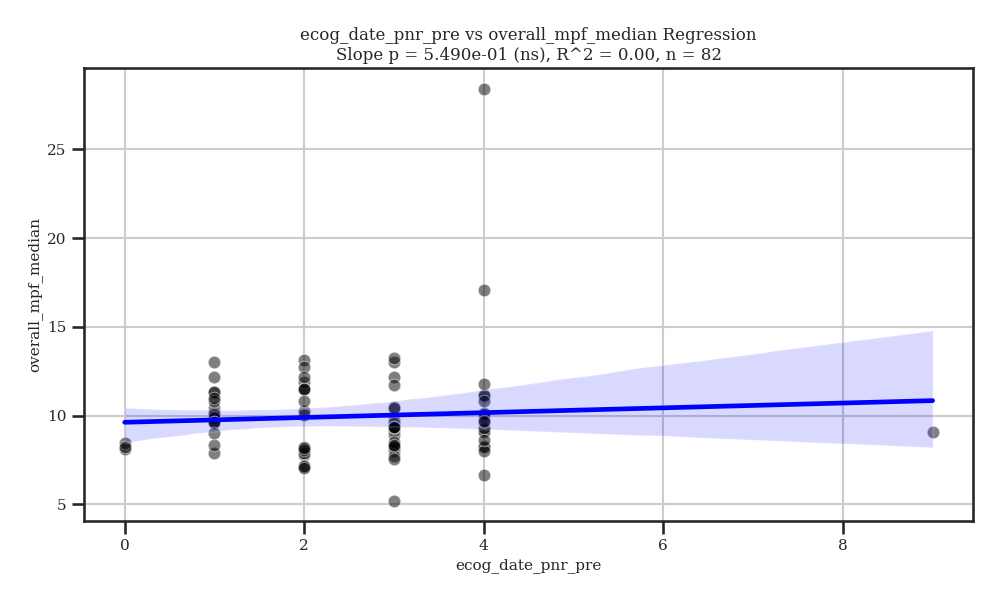 ecog_date_pnr_pre vs overall_mpf_median Regression
Slope p = 5.490e-01 (ns), R^2 = 0.00, n = 82
25
20
15
10
5
overall_mpf_median
0 2 4 6 8
ecog_date_pnr_pre